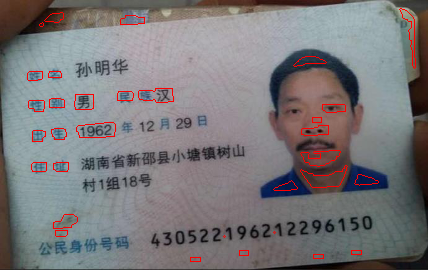 姓名 孙明华
性别 男 民族 汉
出生 1962 年 12 月 29 日
住址 湖南省新邵县小塘镇树山
村1组18号
公民身份号码 430522196212296150